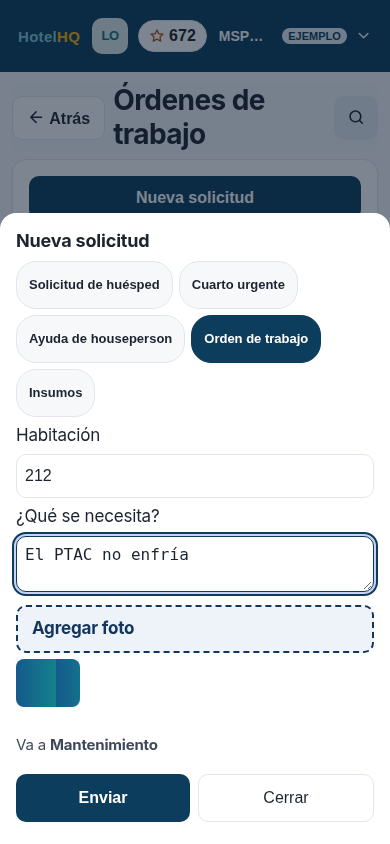 HotelHQ
LO
672
MSP...
EJEMPLO
Atrás
Órdenes de
trabajo
Nueva solicitud
Nueva solicitud
Solicitud de huésped
Cuarto urgente
Ayuda de houseperson
Orden de trabajo
Insumos
Habitación
212
¿Qué se necesita?
El PTAC no enfría
Agregar foto
Va a Mantenimiento
Enviar
Cerrar